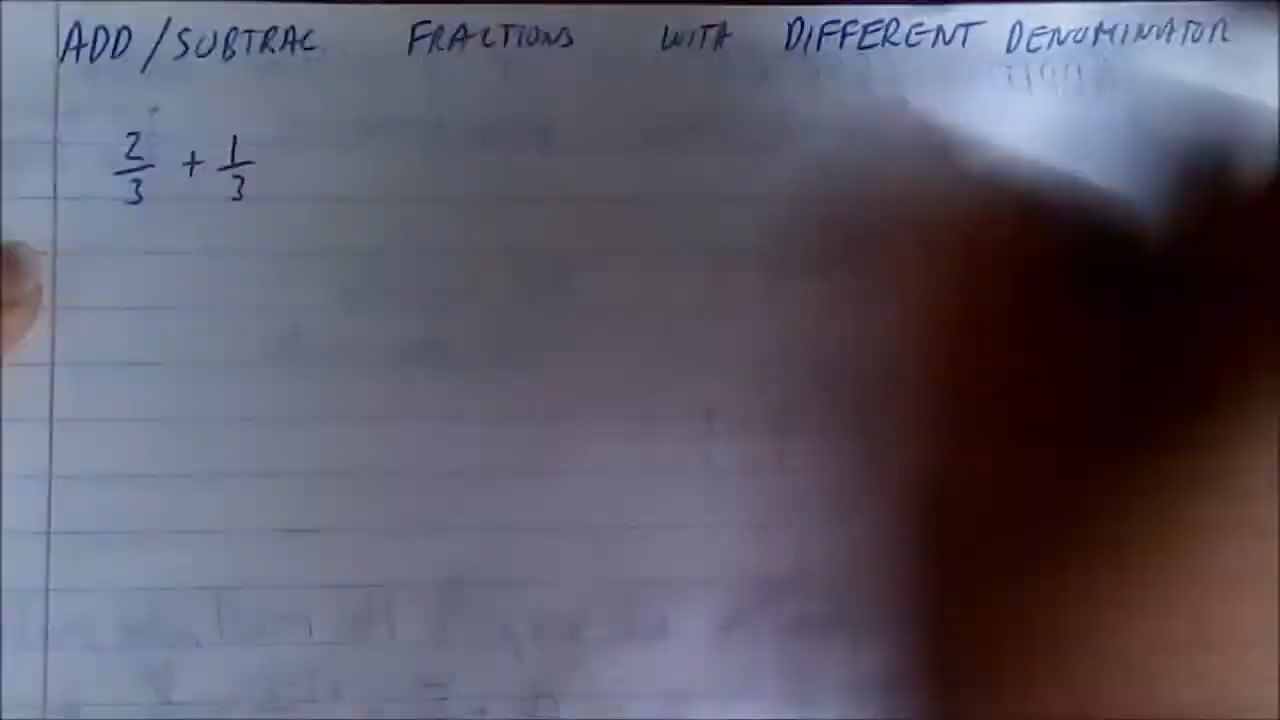 ADD/SUBTRAC FRACTIONS WITH DIFFERENT DENOMINATOR
2/3 + 1/3